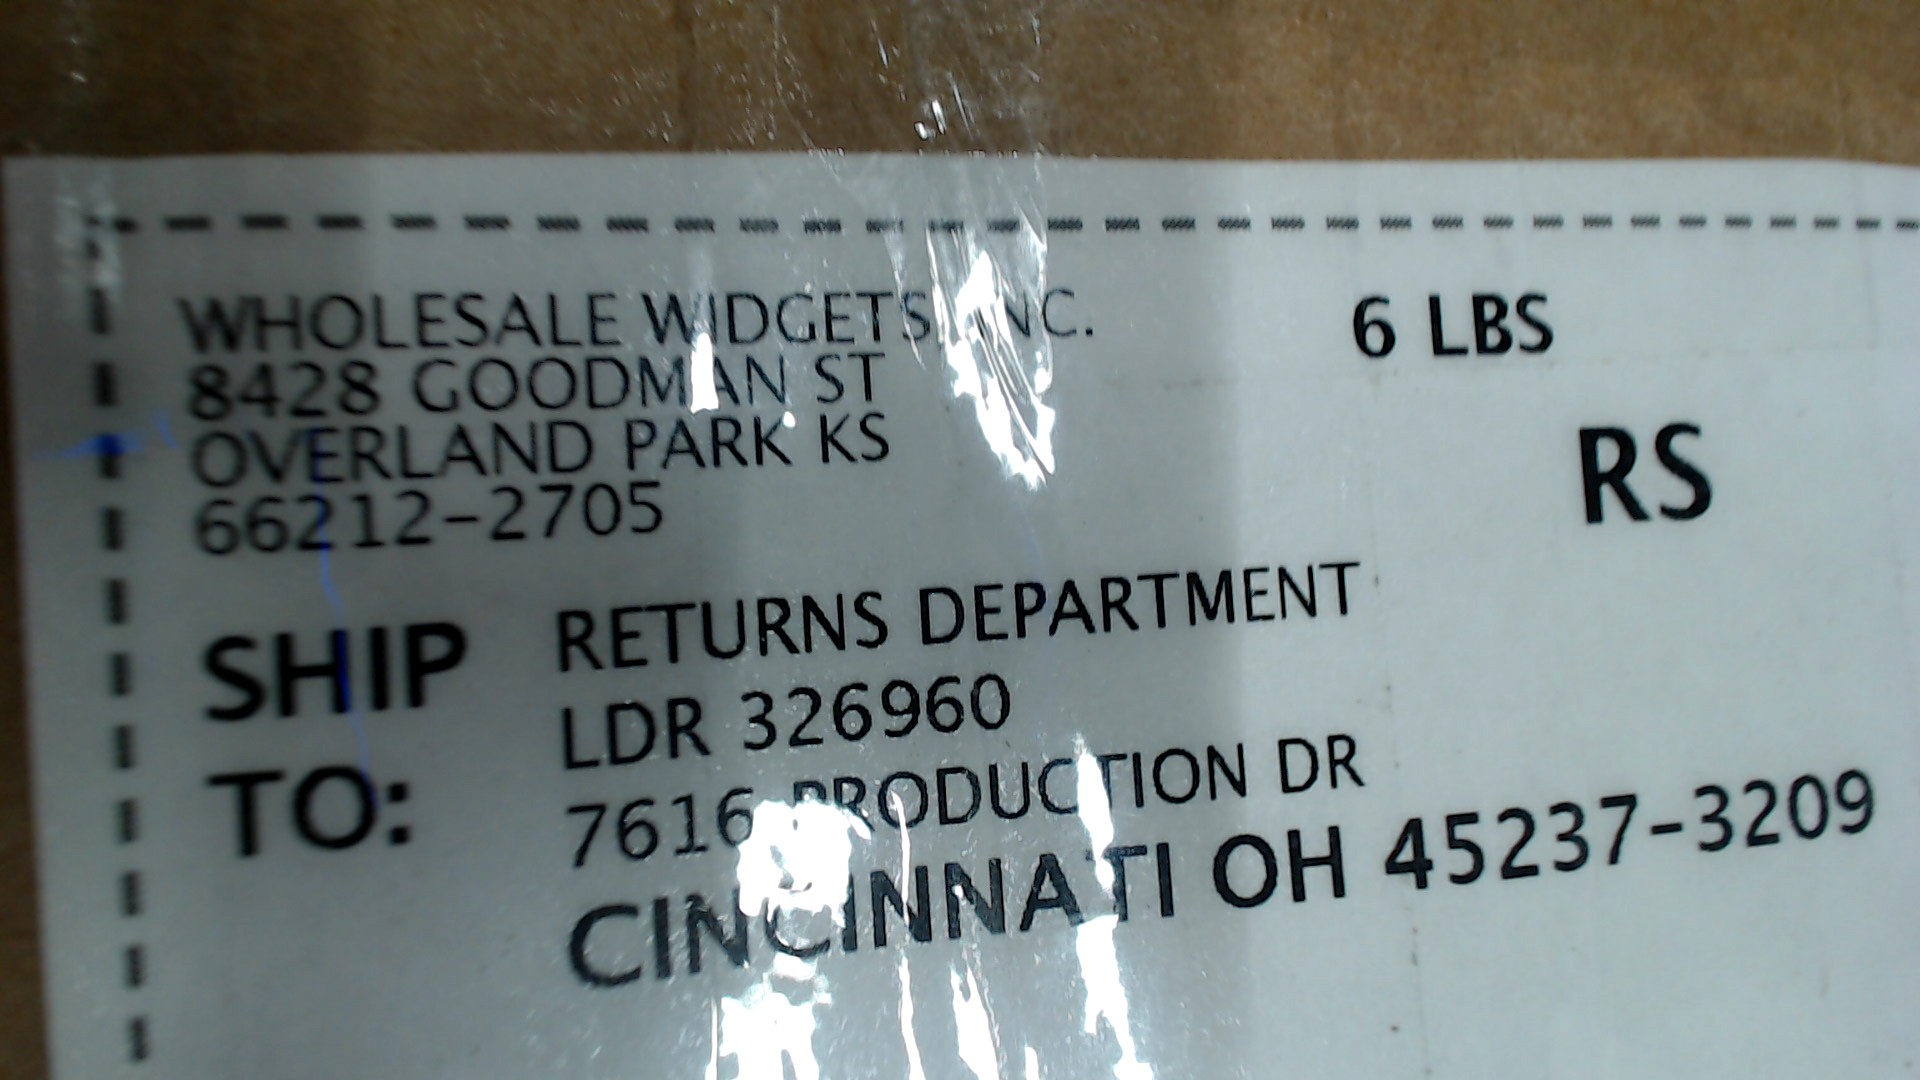 WHOLESALE WIDGETS INC.
6 LBS
8428 GOODMAN ST
OVERLAND PARK KS
66212-2705
RS
SHIP TO:
RETURNS DEPARTMENT
LDR 326960
7616 PRODUCTION DR
CINCINNATI OH 45237-3209